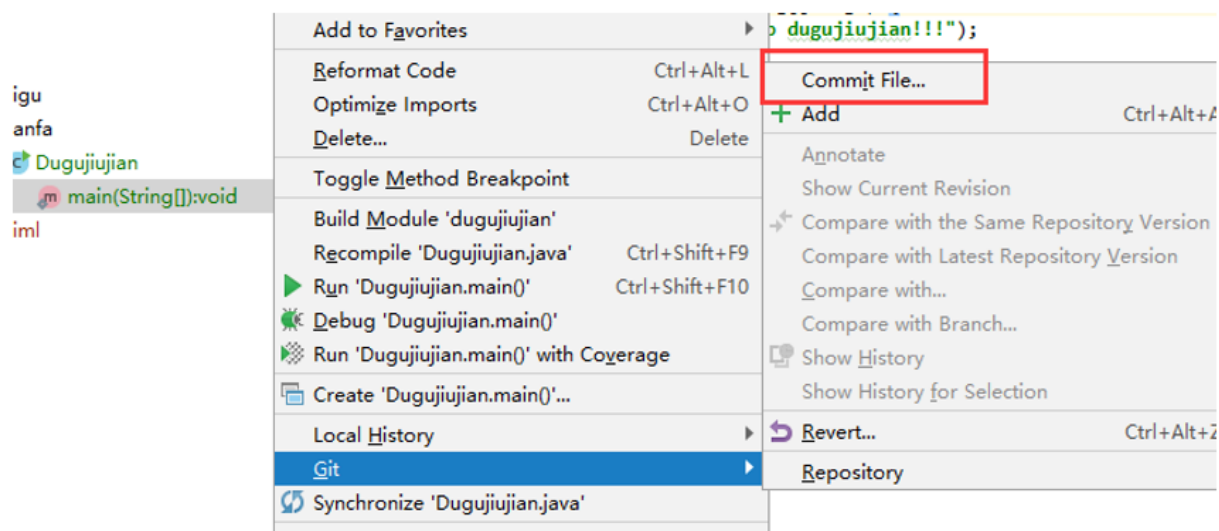 igu
anfa
Dugujiujian
main(String[]):void
iml
Add to Favorites
Reformat Code Ctrl+Alt+L
Optimize Imports Ctrl+Alt+O
Delete... Delete
Toggle Method Breakpoint
Build Module 'dugujiujian'
Recompile 'Dugujiujian.java' Ctrl+Shift+F9
Run 'Dugujiujian.main()' Ctrl+Shift+F10
Debug 'Dugujiujian.main()'
Run 'Dugujiujian.main()' with Coverage
Create 'Dugujiujian.main()'...
Local History
Git
Synchronize 'Dugujiujian.java'
dugujiujian!!!");
Commit File...
Add Ctrl+Alt+A
Annotate
Show Current Revision
Compare with the Same Repository Version
Compare with Latest Repository Version
Compare with...
Compare with Branch...
Show History
Show History for Selection
Revert... Ctrl+Alt+Z
Repository